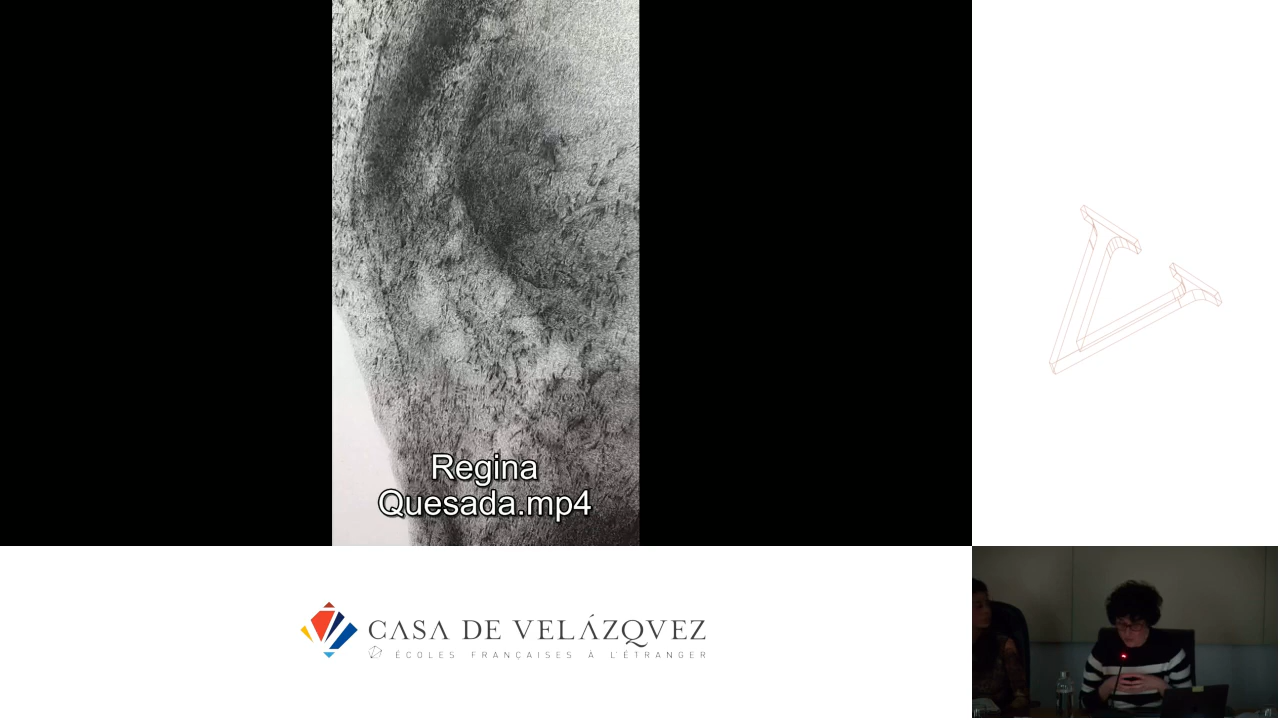 Regina
Quesada.mp4
CASA DE VELÁZQVEZ
ÉCOLES FRANÇAISES À L'ÉTRANGER